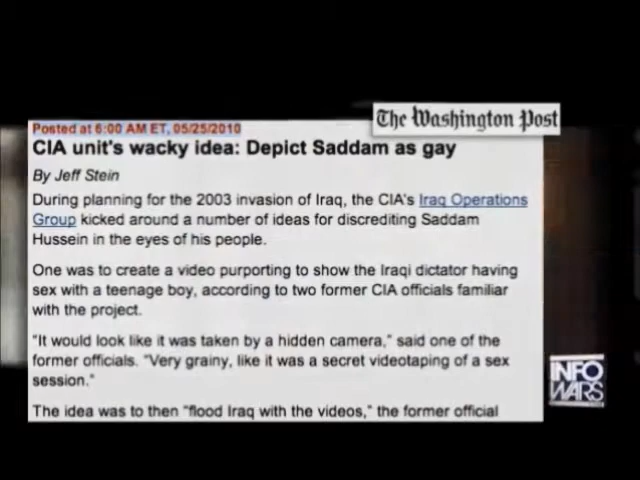 The Washington Post
Posted at 6:00 AM ET, 05/25/2010
CIA unit's wacky idea: Depict Saddam as gay
By Jeff Stein
During planning for the 2003 invasion of Iraq, the CIA's Iraq Operations
Group kicked around a number of ideas for discrediting Saddam
Hussein in the eyes of his people.
One was to create a video purporting to show the Iraqi dictator having
sex with a teenage boy, according to two former CIA officials familiar
with the project.
"It would look like it was taken by a hidden camera," said one of the
former officials. "Very grainy, like it was a secret videotaping of a sex
session."
The idea was to then "flood Iraq with the videos," the former official
INFO
WARS